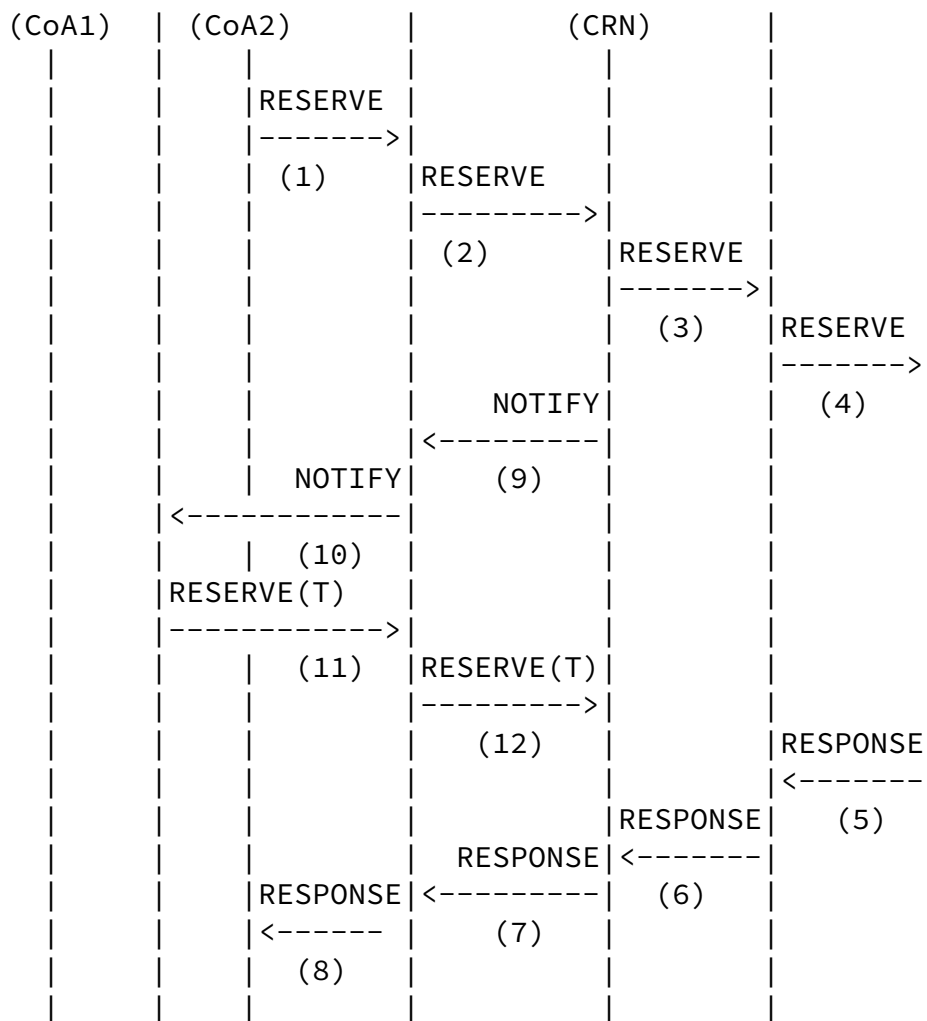 (CoA1) | (CoA2) | (CRN) |
RESERVE
------->
(1) RESERVE
--------->
(2) RESERVE
------->
(3) RESERVE
------->
NOTIFY (4)
<---------
NOTIFY (9)
<------------
(10)
RESERVE(T)
------------>
(11) RESERVE(T)
--------->
(12) RESPONSE
<-------
RESPONSE (5)
RESPONSE <-------
RESPONSE <--------- (6)
<------ (7)
(8)